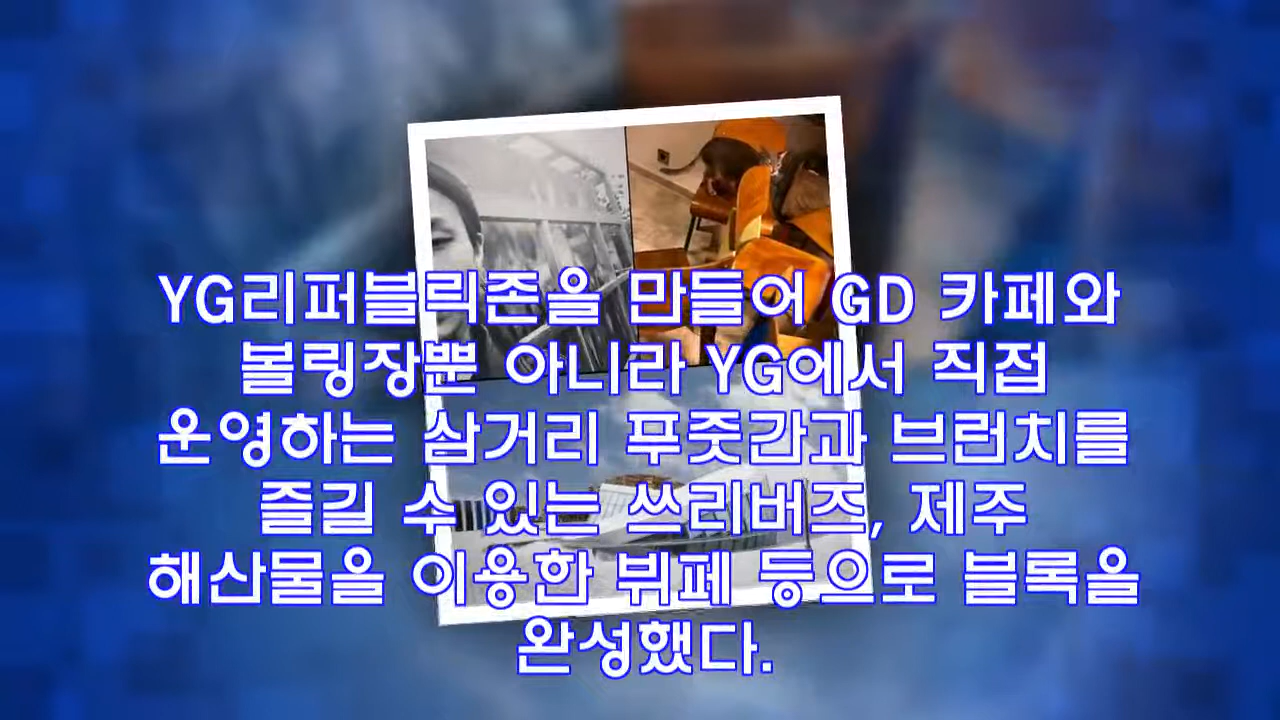 YG리퍼블릭존을 만들어 GD 카페와
볼링장뿐 아니라 YG에서 직접
운영하는 삼거리 푸줏간과 브런치를
즐길 수 있는 쓰리버즈, 제주
해산물을 이용한 뷔페 등으로 블록을
완성했다.